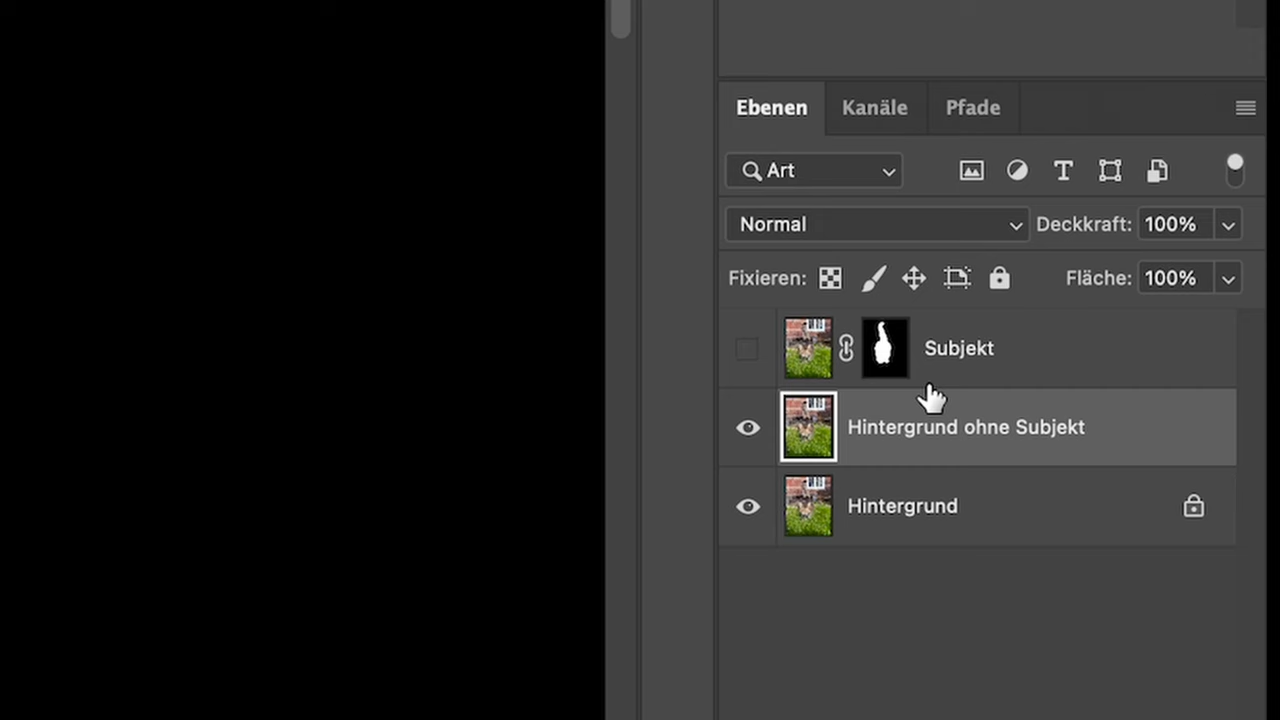 Ebenen Kanäle Pfade
Art
Normal Deckkraft: 100%
Fixieren: Fläche: 100%
Subjekt
Hintergrund ohne Subjekt
Hintergrund